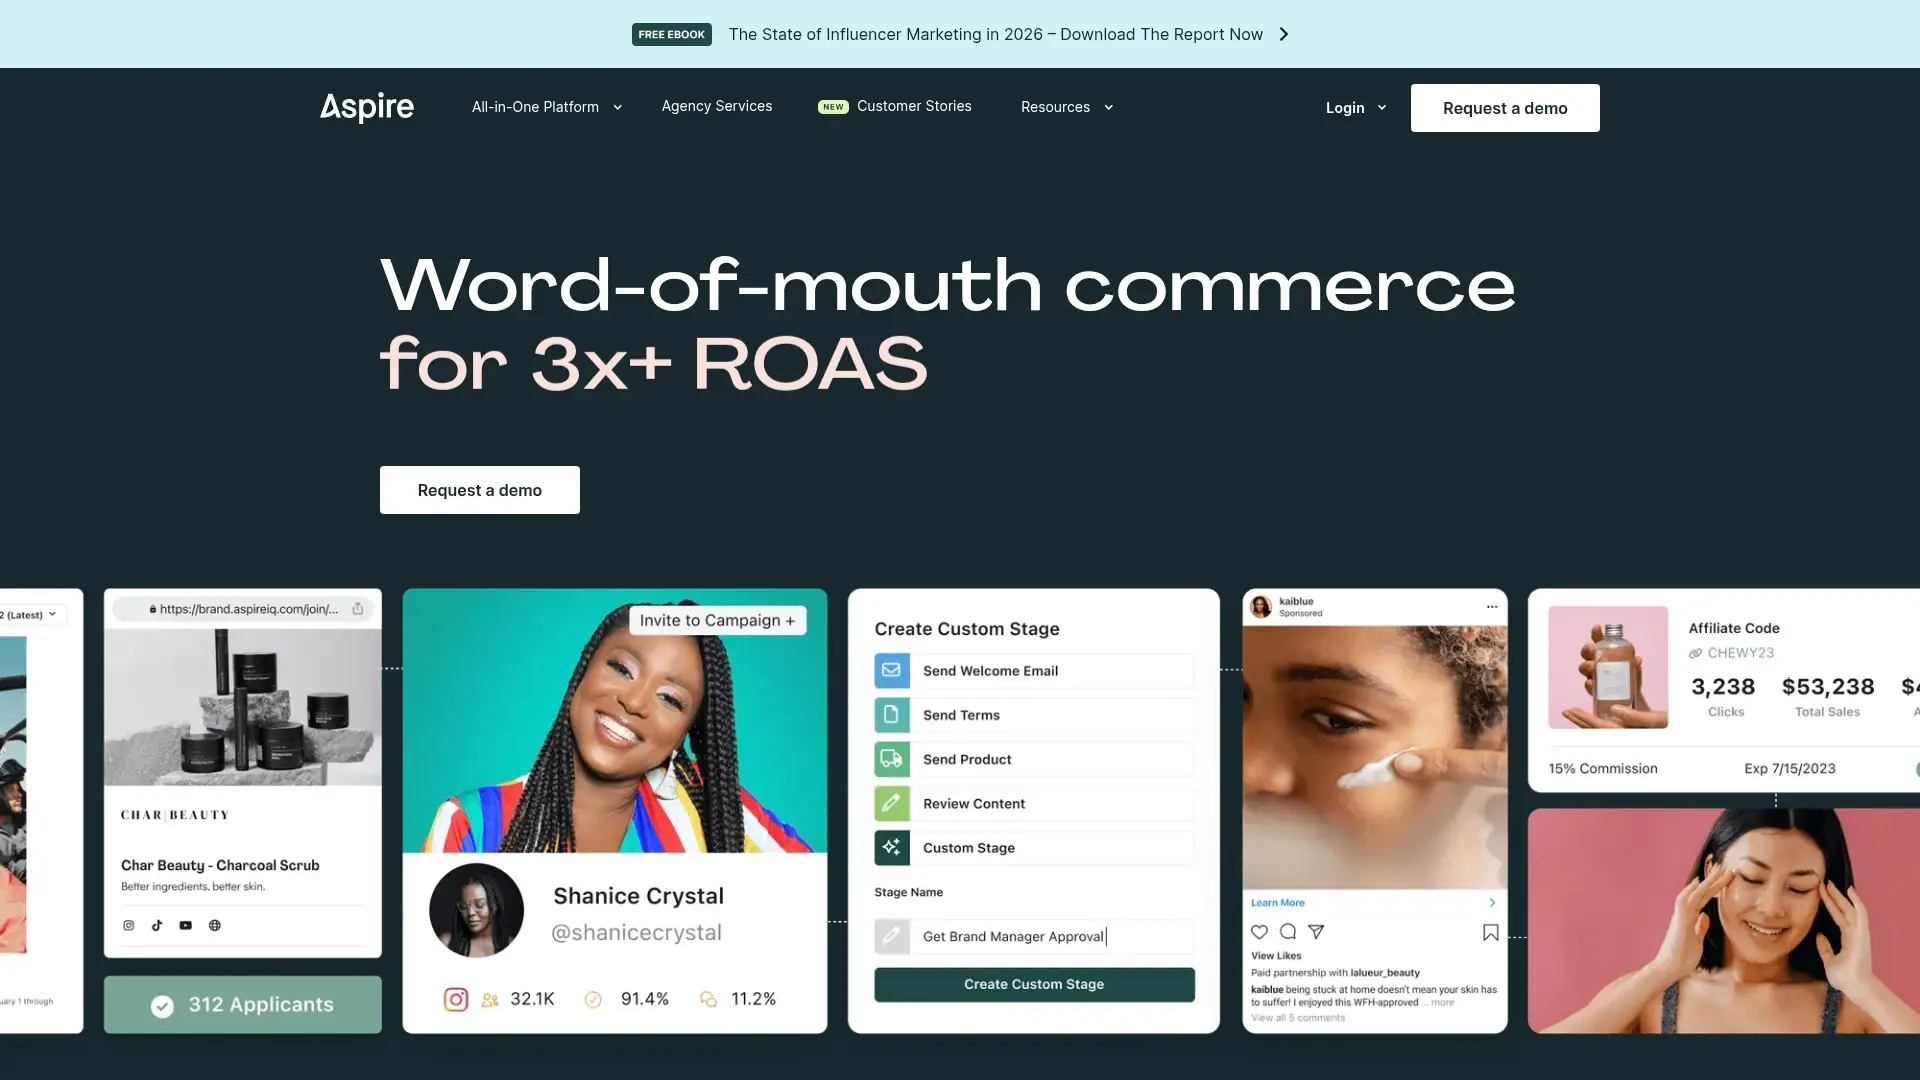 FREE EBOOK The State of Influencer Marketing in 2026 – Download The Report Now
Aspire
All-in-One Platform
Agency Services
NEW Customer Stories
Resources
Login
Request a demo
Word-of-mouth commerce
for 3x+ ROAS
Request a demo
2 (Latest)
uary 1 through
https://brand.aspireiq.com/join/...
CHAR|BEAUTY
Char Beauty - Charcoal Scrub
Better ingredients, better skin.
312 Applicants
Invite to Campaign +
Shanice Crystal
@shanicecrystal
32.1K 91.4% 11.2%
Create Custom Stage
Send Welcome Email
Send Terms
Send Product
Review Content
Custom Stage
Stage Name
Get Brand Manager Approval
Create Custom Stage
kaiblue
Sponsored
Learn More
View Likes
Paid partnership with lalueur_beauty
kaiblue being stuck at home doesn't mean your skin has
to suffer! I enjoyed this WFH-approved ... more
View all 5 comments
Affiliate Code
CHEWY23
3,238 $53,238
Clicks Total Sales
15% Commission Exp 7/15/2023